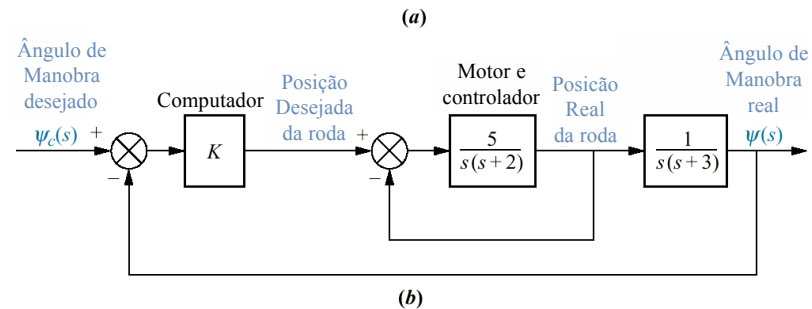 (a)
Ângulo de
Manobra
desejado
ψc(s)
+
−
Computador
K
Posição
Desejada
da roda
+
−
Motor e
controlador
5
s(s+2)
Posicão
Real
da roda
1
s(s+3)
Ângulo de
Manobra
real
ψ(s)
(b)